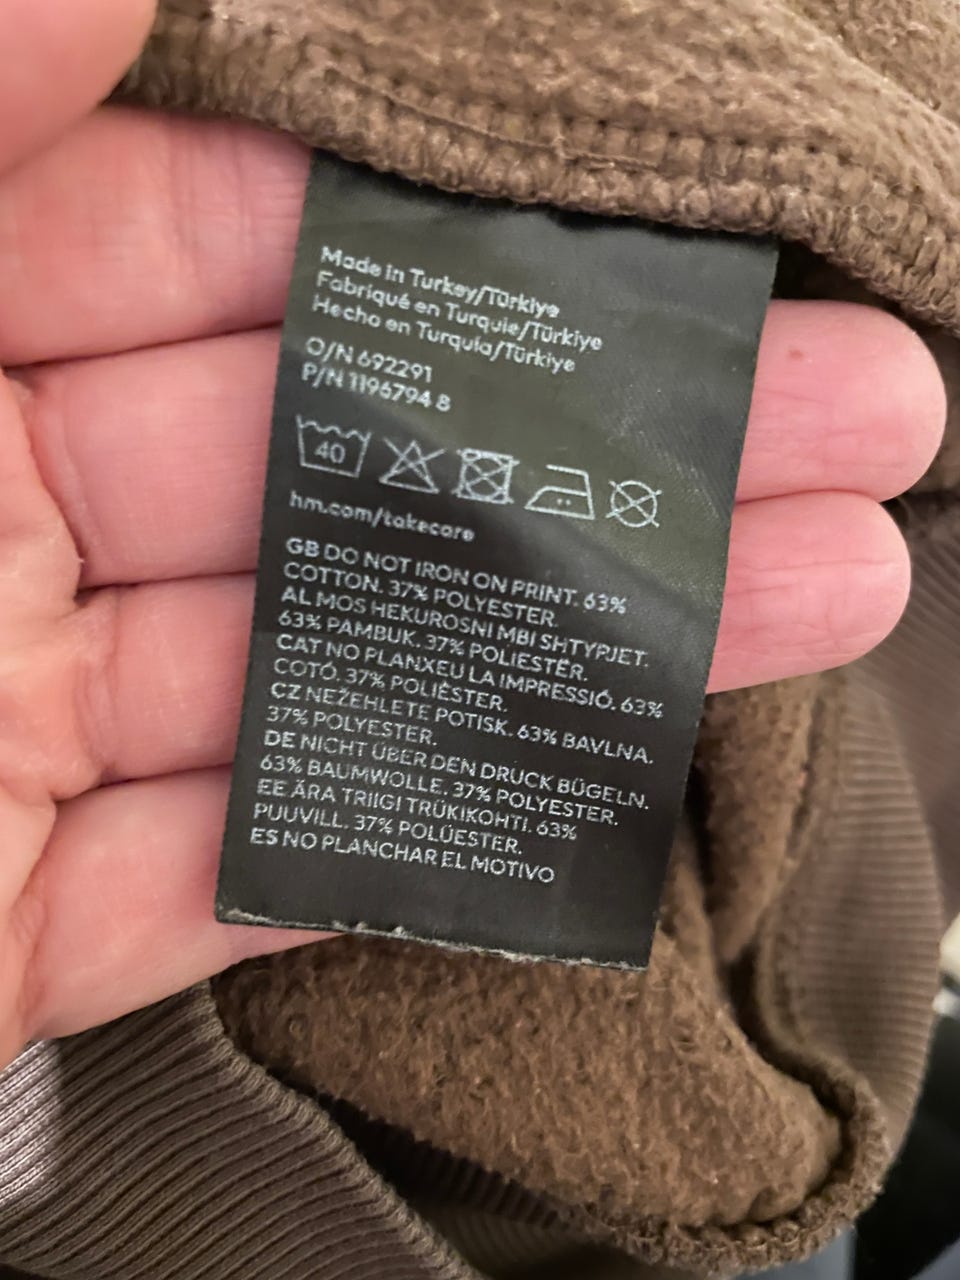 Made in Turkey/Türkiye
Fabriqué en Turquie/Türkiye
Hecho en Turquía/Türkiye
O/N 692291
P/N 1196794 8
40
hm.com/takecare
GB DO NOT IRON ON PRINT. 63%
COTTON. 37% POLYESTER.
AL MOS HEKUROSNI MBI SHTYPJET.
63% PAMBUK. 37% POLIESTËR.
CAT NO PLANXEU LA IMPRESSIÓ. 63%
COTÓ. 37% POLIÈSTER.
CZ NEŽEHLETE POTISK. 63% BAVLNA.
37% POLYESTER.
DE NICHT ÜBER DEN DRUCK BÜGELN.
63% BAUMWOLLE. 37% POLYESTER.
EE ÄRA TRIIGI TRÜKIKOHTI. 63%
PUUVILL. 37% POLÜESTER.
ES NO PLANCHAR EL MOTIVO